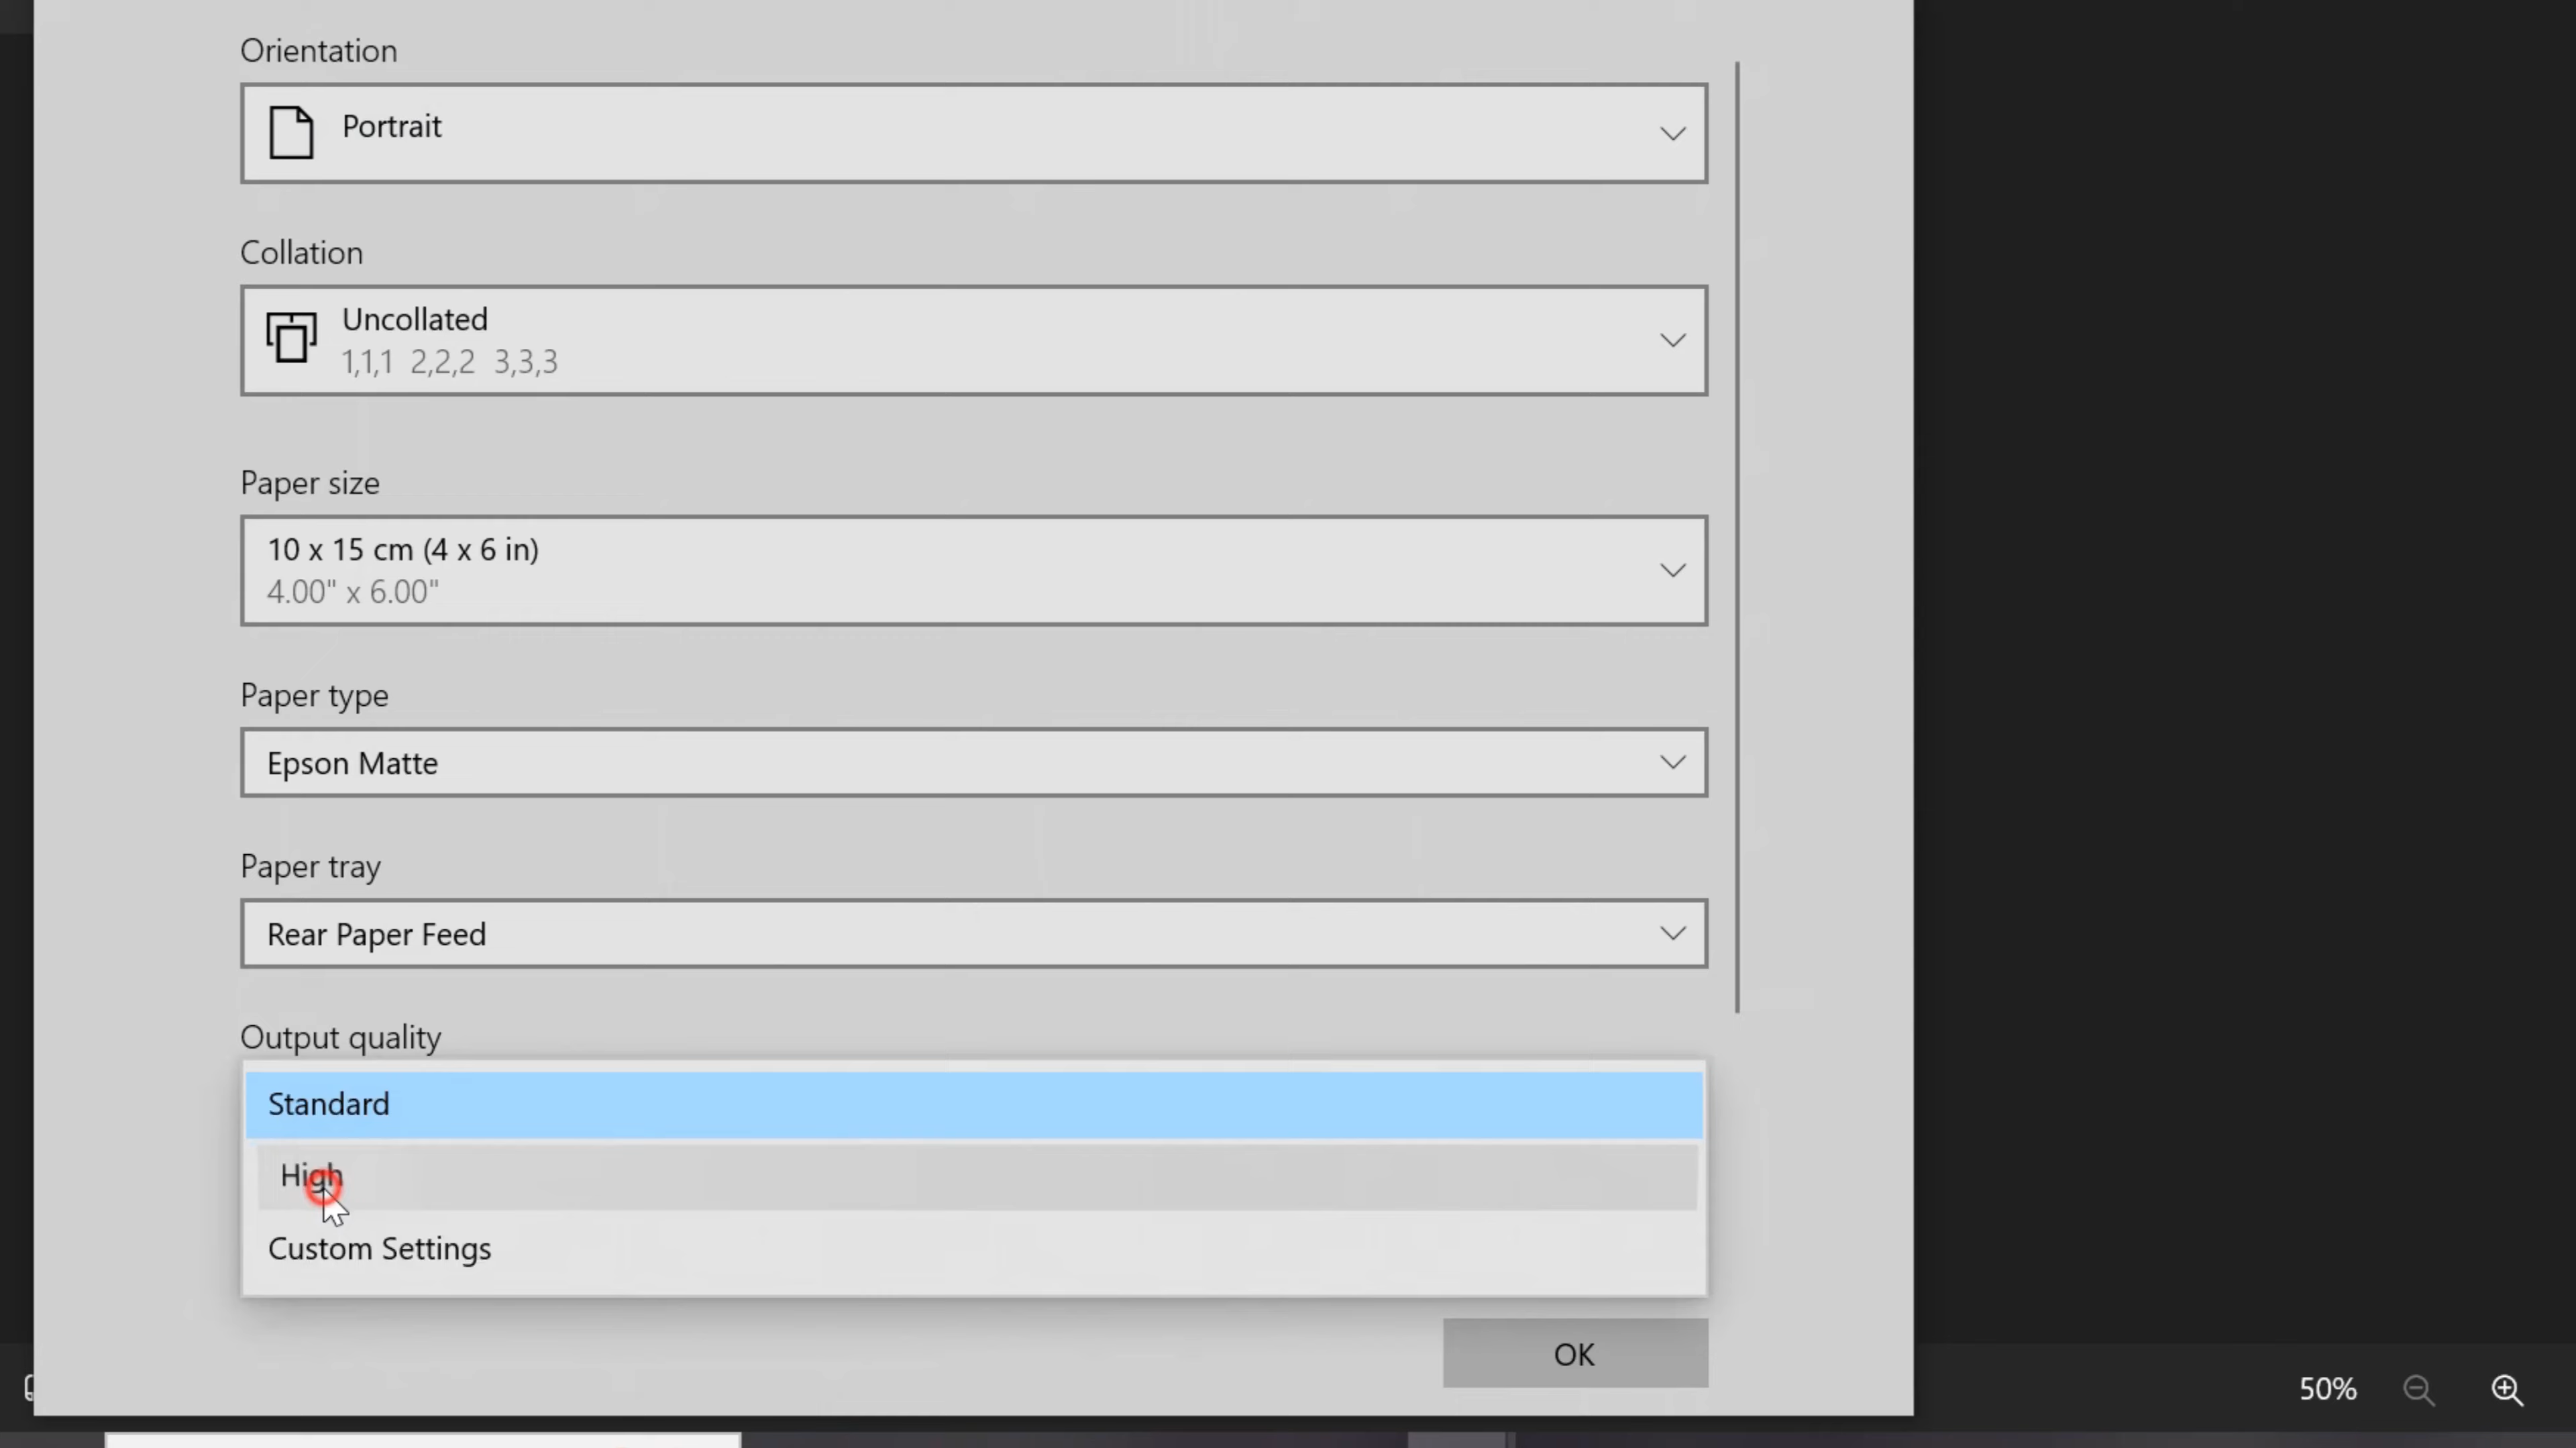 Orientation
Portrait
Collation
Uncollated
1,1,1 2,2,2 3,3,3
Paper size
10 x 15 cm (4 x 6 in)
4.00" x 6.00"
Paper type
Epson Matte
Paper tray
Rear Paper Feed
Output quality
Standard
High
Custom Settings
OK
50%